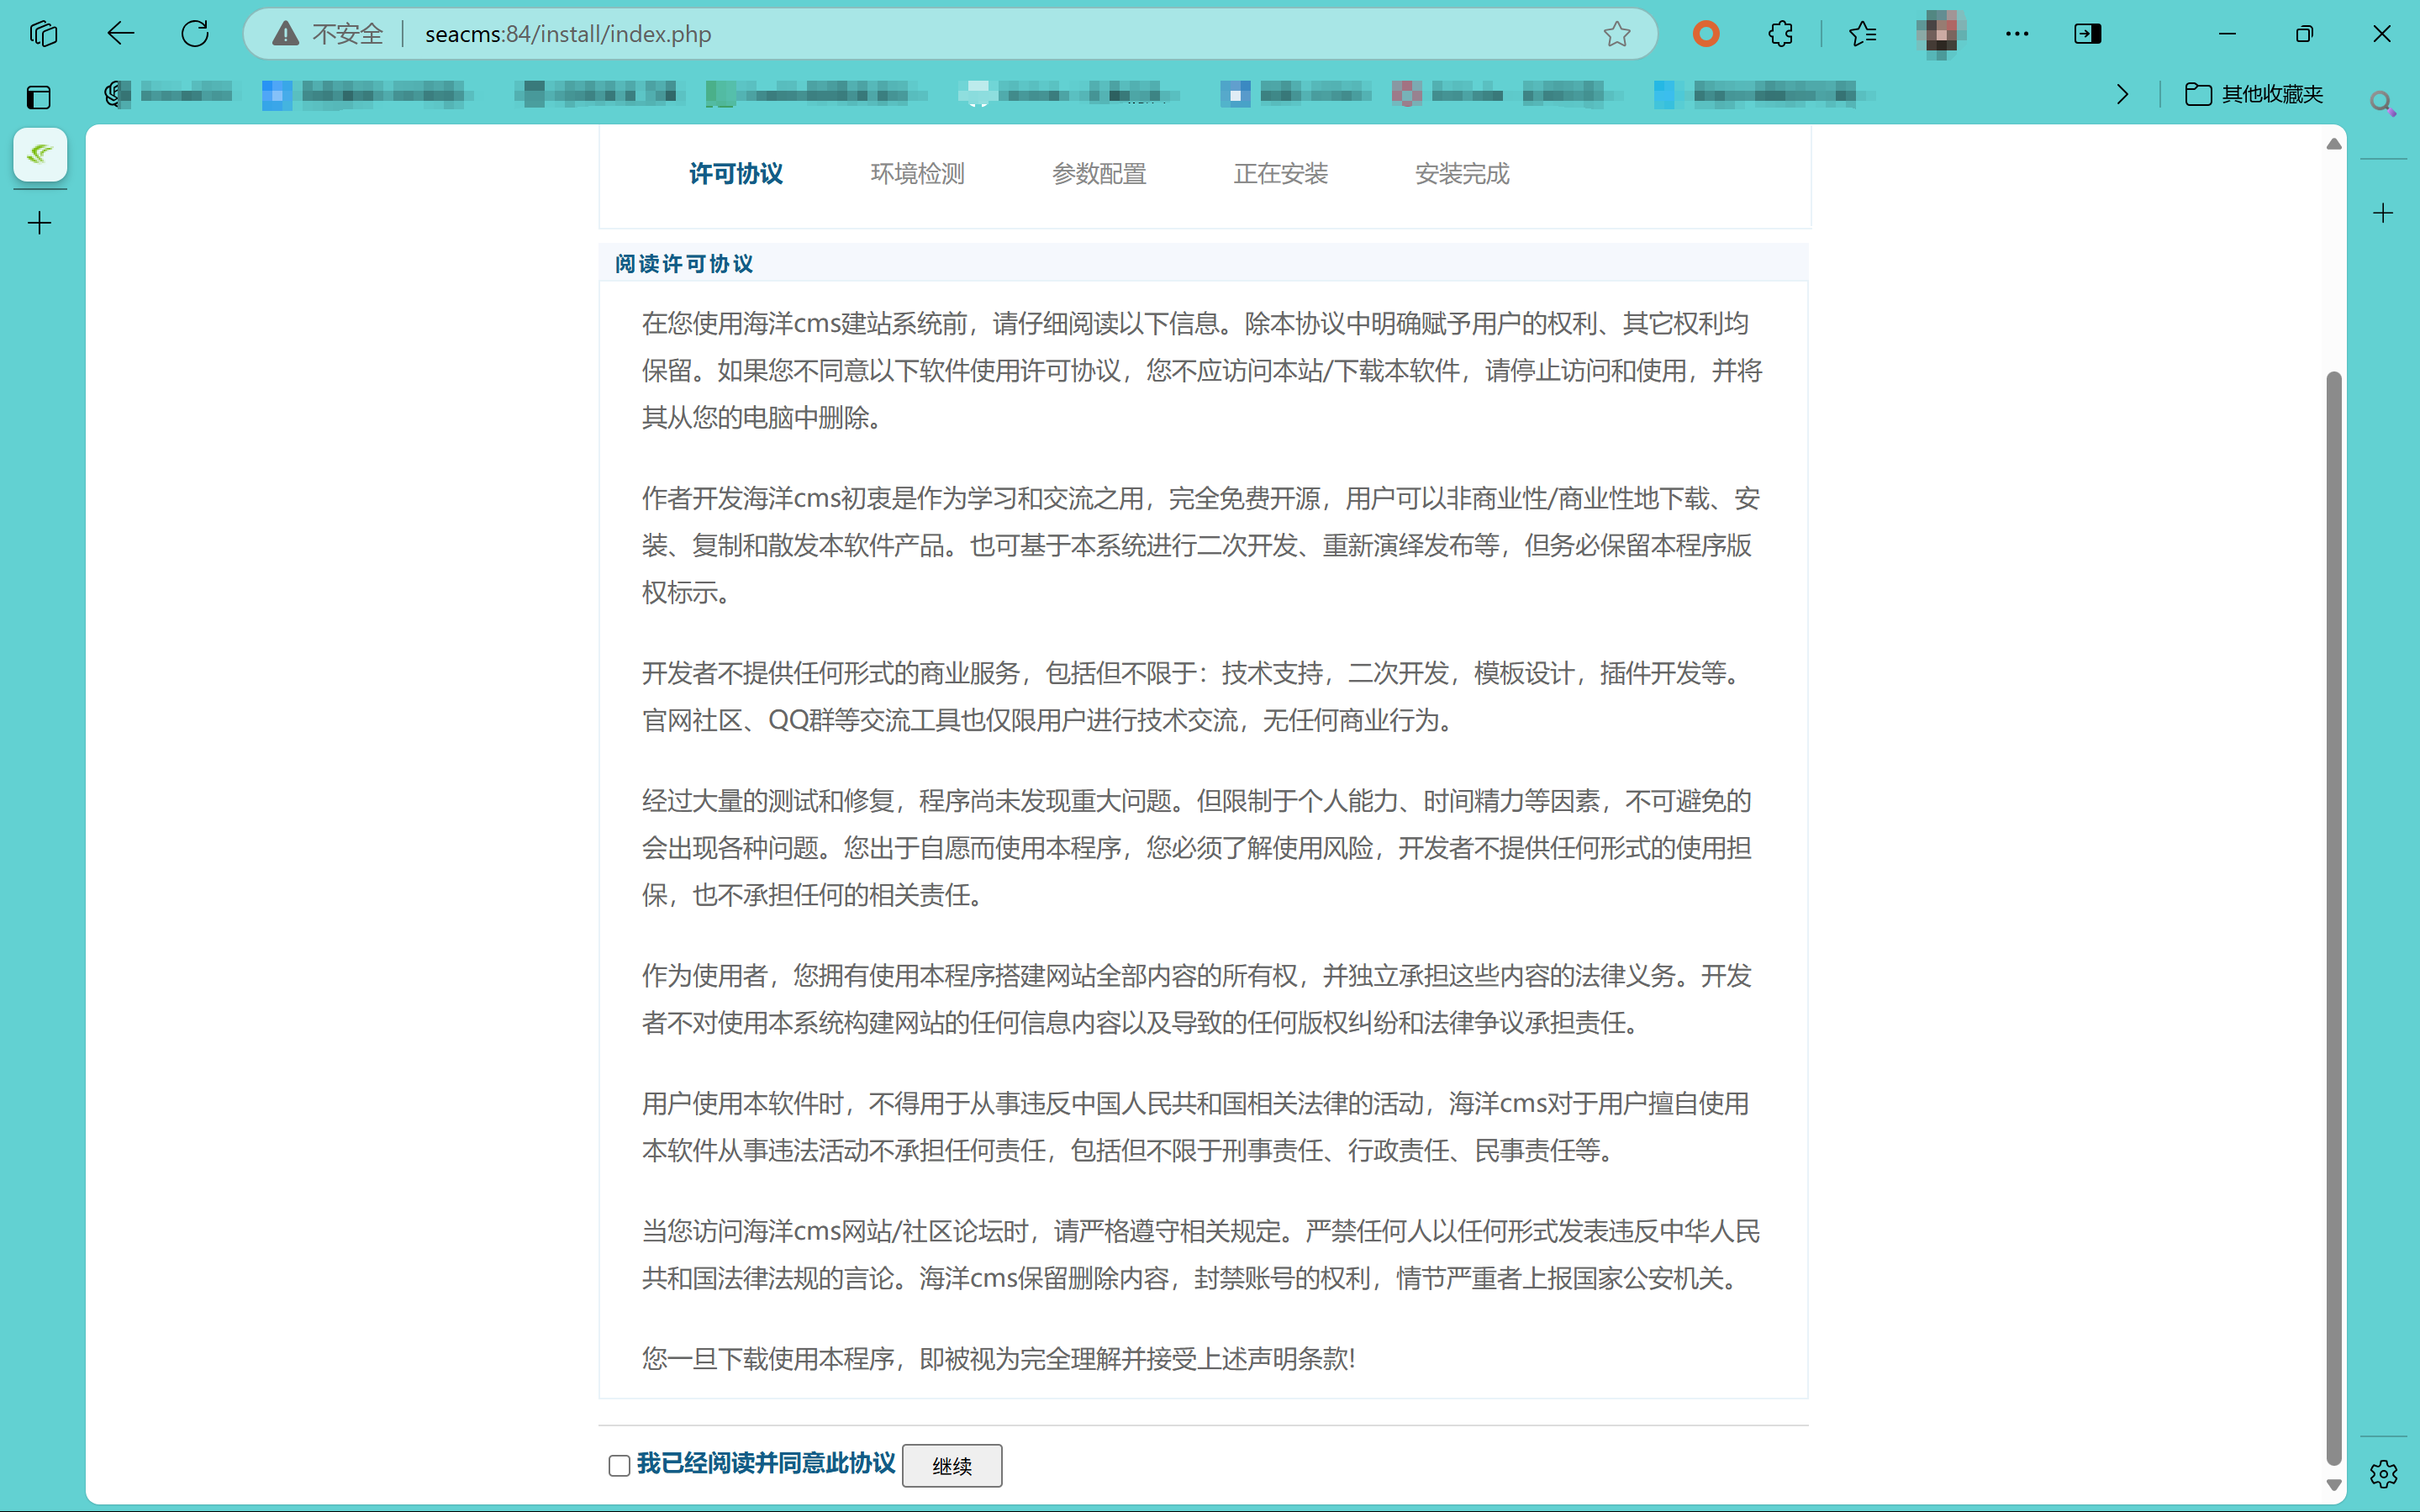 不安全
seacms:84/install/index.php
其他收藏夹
许可协议 环境检测 参数配置 正在安装 安装完成
阅读许可协议
在您使用海洋cms建站系统前，请仔细阅读以下信息。除本协议中明确赋予用户的权利、其它权利均
保留。如果您不同意以下软件使用许可协议，您不应访问本站/下载本软件，请停止访问和使用，并将
其从您的电脑中删除。
作者开发海洋cms初衷是作为学习和交流之用，完全免费开源，用户可以非商业性/商业性地下载、安
装、复制和散发本软件产品。也可基于本系统进行二次开发、重新演绎发布等，但务必保留本程序版
权标示。
开发者不提供任何形式的商业服务，包括但不限于：技术支持，二次开发，模板设计，插件开发等。
官网社区、QQ群等交流工具也仅限用户进行技术交流，无任何商业行为。
经过大量的测试和修复，程序尚未发现重大问题。但限制于个人能力、时间精力等因素，不可避免的
会出现各种问题。您出于自愿而使用本程序，您必须了解使用风险，开发者不提供任何形式的使用担
保，也不承担任何的相关责任。
作为使用者，您拥有使用本程序搭建网站全部内容的所有权，并独立承担这些内容的法律义务。开发
者不对使用本系统构建网站的任何信息内容以及导致的任何版权纠纷和法律争议承担责任。
用户使用本软件时，不得用于从事违反中国人民共和国相关法律的活动，海洋cms对于用户擅自使用
本软件从事违法活动不承担任何责任，包括但不限于刑事责任、行政责任、民事责任等。
当您访问海洋cms网站/社区论坛时，请严格遵守相关规定。严禁任何人以任何形式发表违反中华人民
共和国法律法规的言论。海洋cms保留删除内容，封禁账号的权利，情节严重者上报国家公安机关。
您一旦下载使用本程序，即被视为完全理解并接受上述声明条款!
我已经阅读并同意此协议 继续